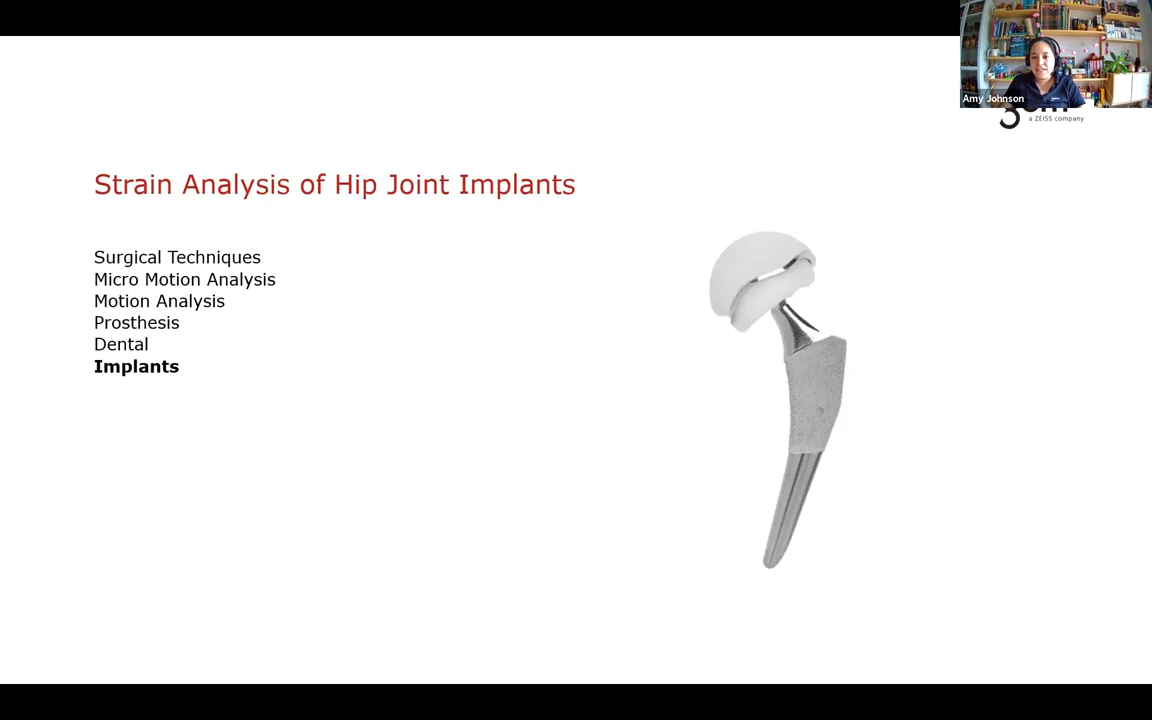 Amy Johnson
a ZEISS company
Strain Analysis of Hip Joint Implants
Surgical Techniques
Micro Motion Analysis
Motion Analysis
Prosthesis
Dental
Implants